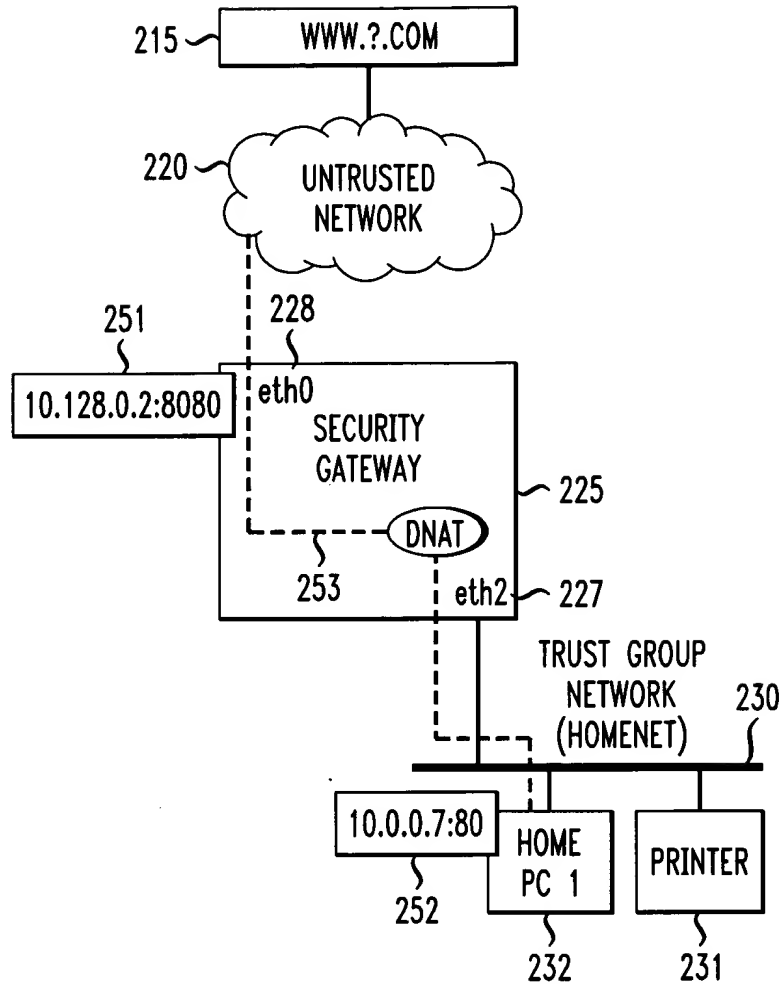 215
WWW.?.COM
220
UNTRUSTED
NETWORK
228
251
eth0
10.128.0.2:8080
SECURITY
GATEWAY
225
DNAT
253
eth2
227
TRUST GROUP
NETWORK
(HOMENET)
230
10.0.0.7:80
HOME
PC 1
PRINTER
252
232
231